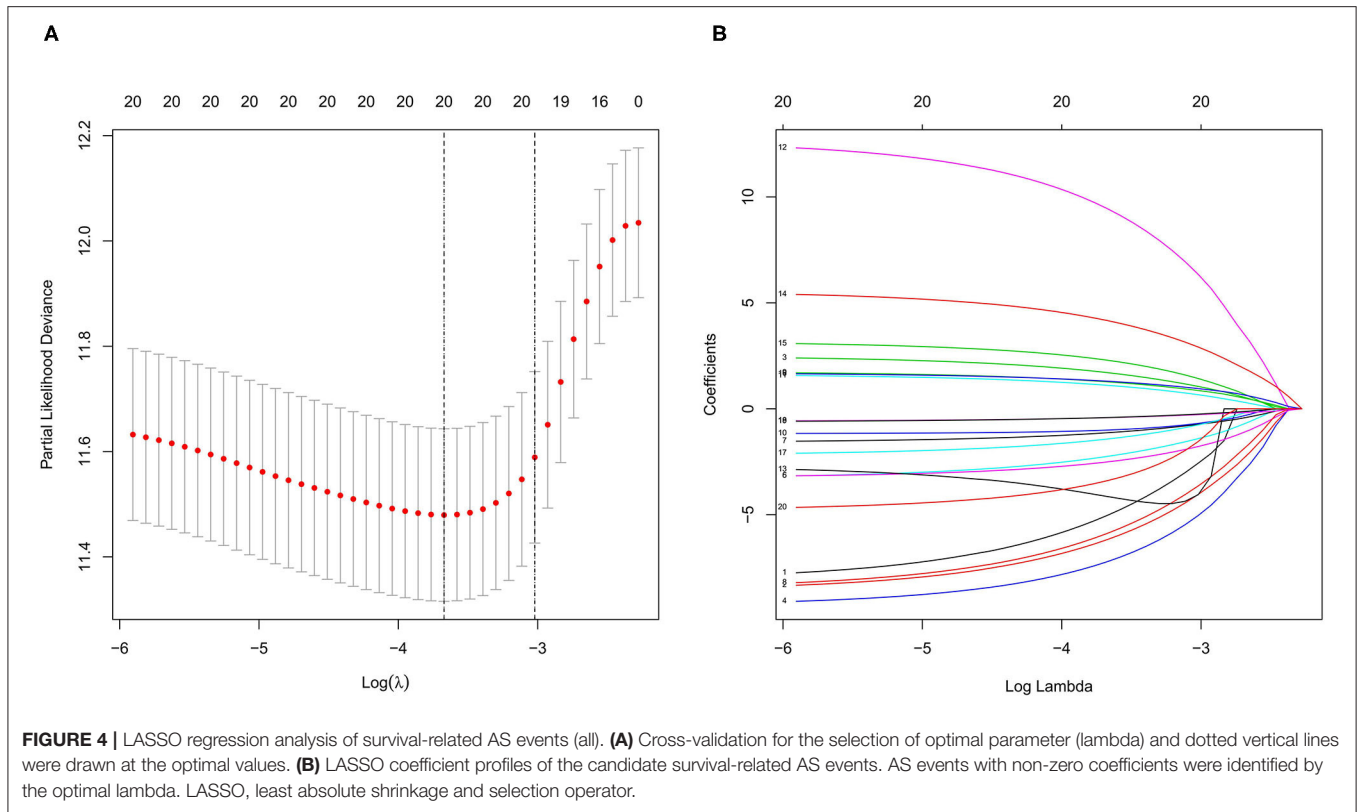 A
B
20 20 20 20 20 20 20 20 20 20 20 19 16 0
20 20 20 20
12.2
12.0
11.8
11.6
11.4
Partial Likelihood Deviance
−6 −5 −4 −3
Log(λ)
10
5
0
−5
Coefficients
12
14
15
3
10
7
17
13
6
20
1
8
2
4
−6 −5 −4 −3
Log Lambda
FIGURE 4 | LASSO regression analysis of survival-related AS events (all). (A) Cross-validation for the selection of optimal parameter (lambda) and dotted vertical lines
were drawn at the optimal values. (B) LASSO coefficient profiles of the candidate survival-related AS events. AS events with non-zero coefficients were identified by
the optimal lambda. LASSO, least absolute shrinkage and selection operator.